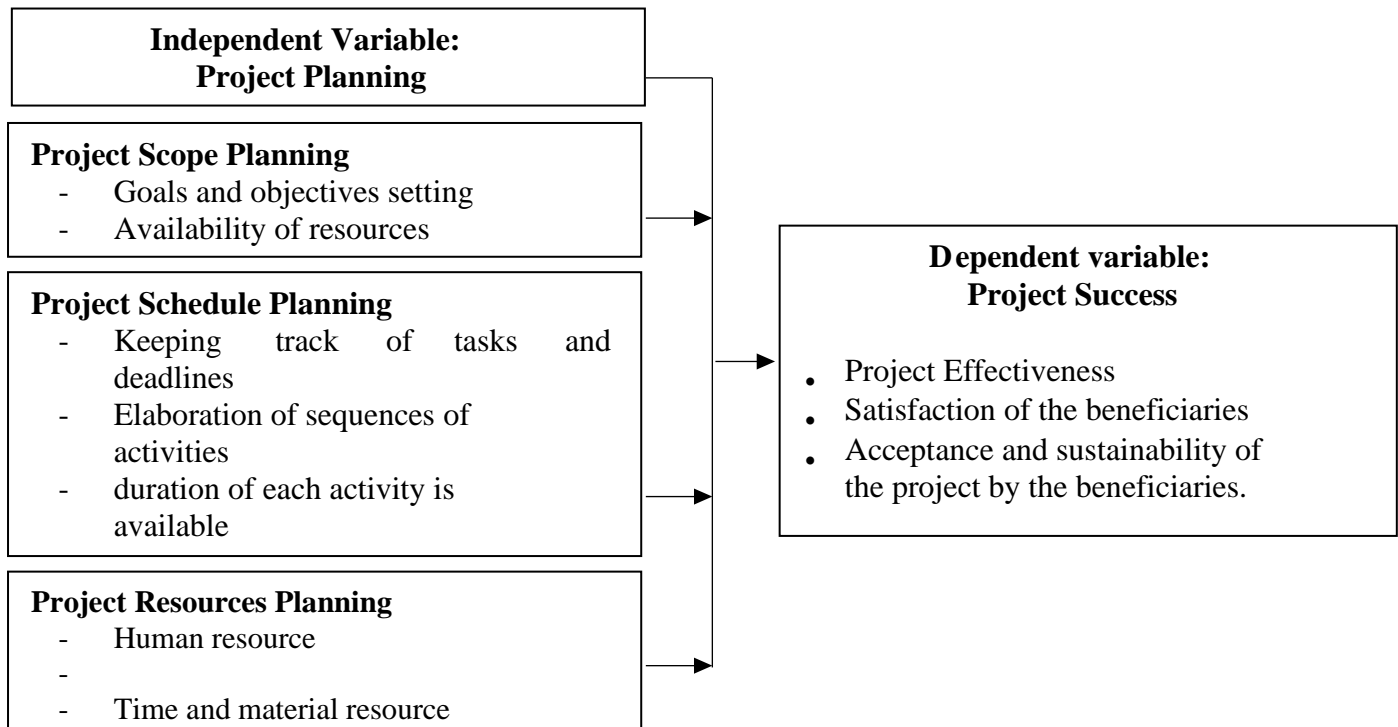 Independent Variable:
Project Planning
Project Scope Planning
- Goals and objectives setting
- Availability of resources
Project Schedule Planning
- Keeping track of tasks and
deadlines
- Elaboration of sequences of
activities
- duration of each activity is
available
Project Resources Planning
- Human resource
-
- Time and material resource
Dependent variable:
Project Success
• Project Effectiveness
• Satisfaction of the beneficiaries
• Acceptance and sustainability of
the project by the beneficiaries.